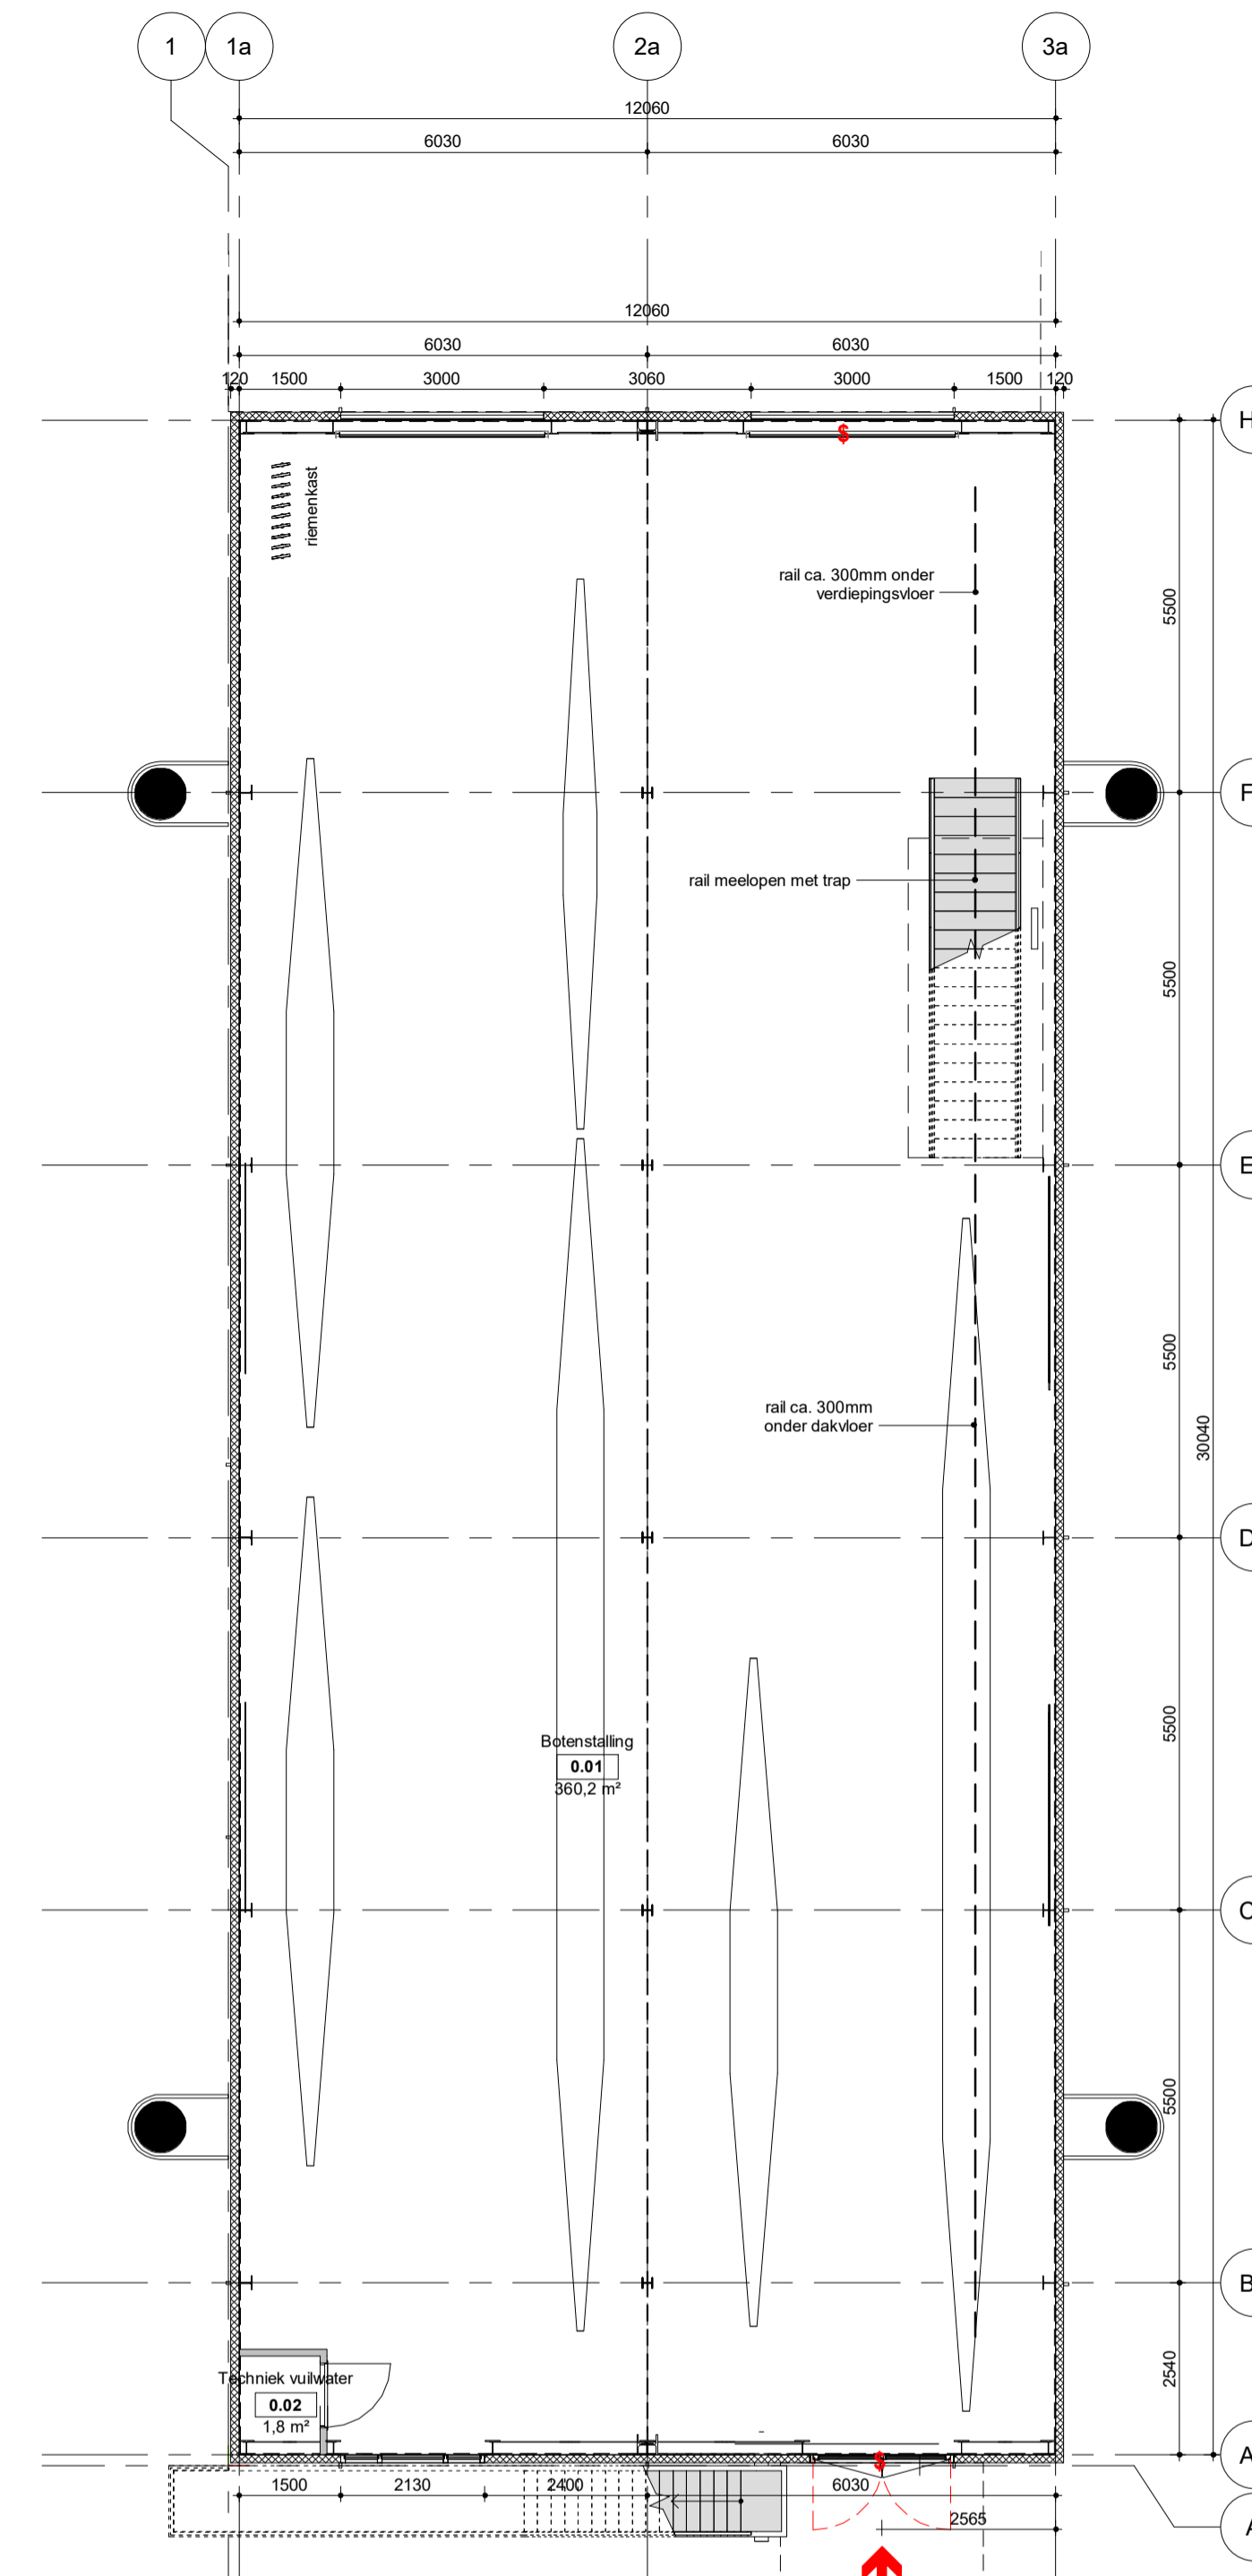 1
1a
2a
3a
12060
6030
6030
12060
6030
6030
120
1500
3000
3060
3000
1500
120
H
$
riemenkast
rail ca. 300mm onder
verdiepingsvloer
5500
F
rail meelopen met trap
5500
E
rail ca. 300mm
onder dakvloer
5500
30040
D
Botenstalling
0.01
360,2 m²
5500
C
5500
B
Techniek vuilwater
0.02
1,8 m²
2540
A
$
1500
2130
2400
6030
2565
A